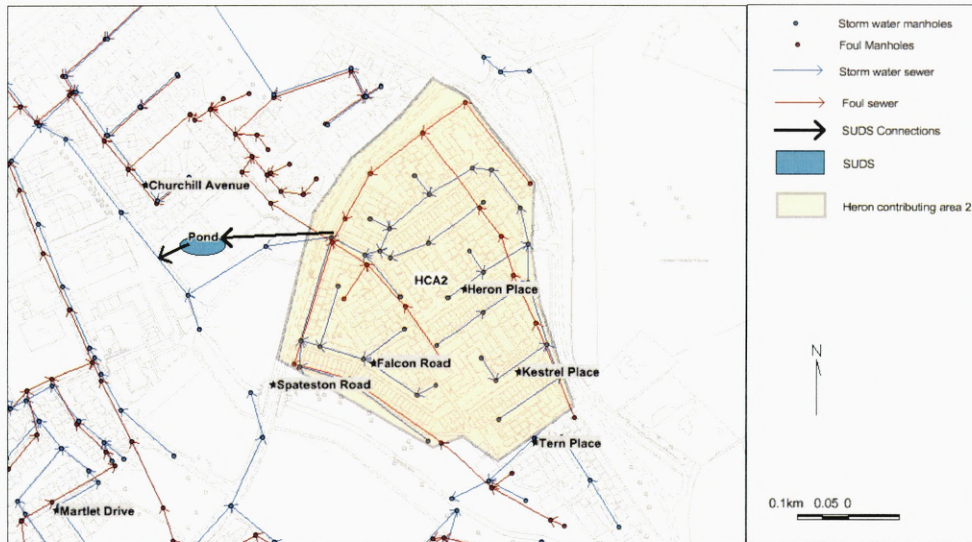 Churchill Avenue
Pond
HCA2
Heron Place
Falcon Road
Spateston Road
Kestrel Place
Tern Place
Martlet Drive
Storm water manholes
Foul Manholes
Storm water sewer
Foul sewer
SUDS Connections
SUDS
Heron contributing area 2
N
0.1km 0.05 0